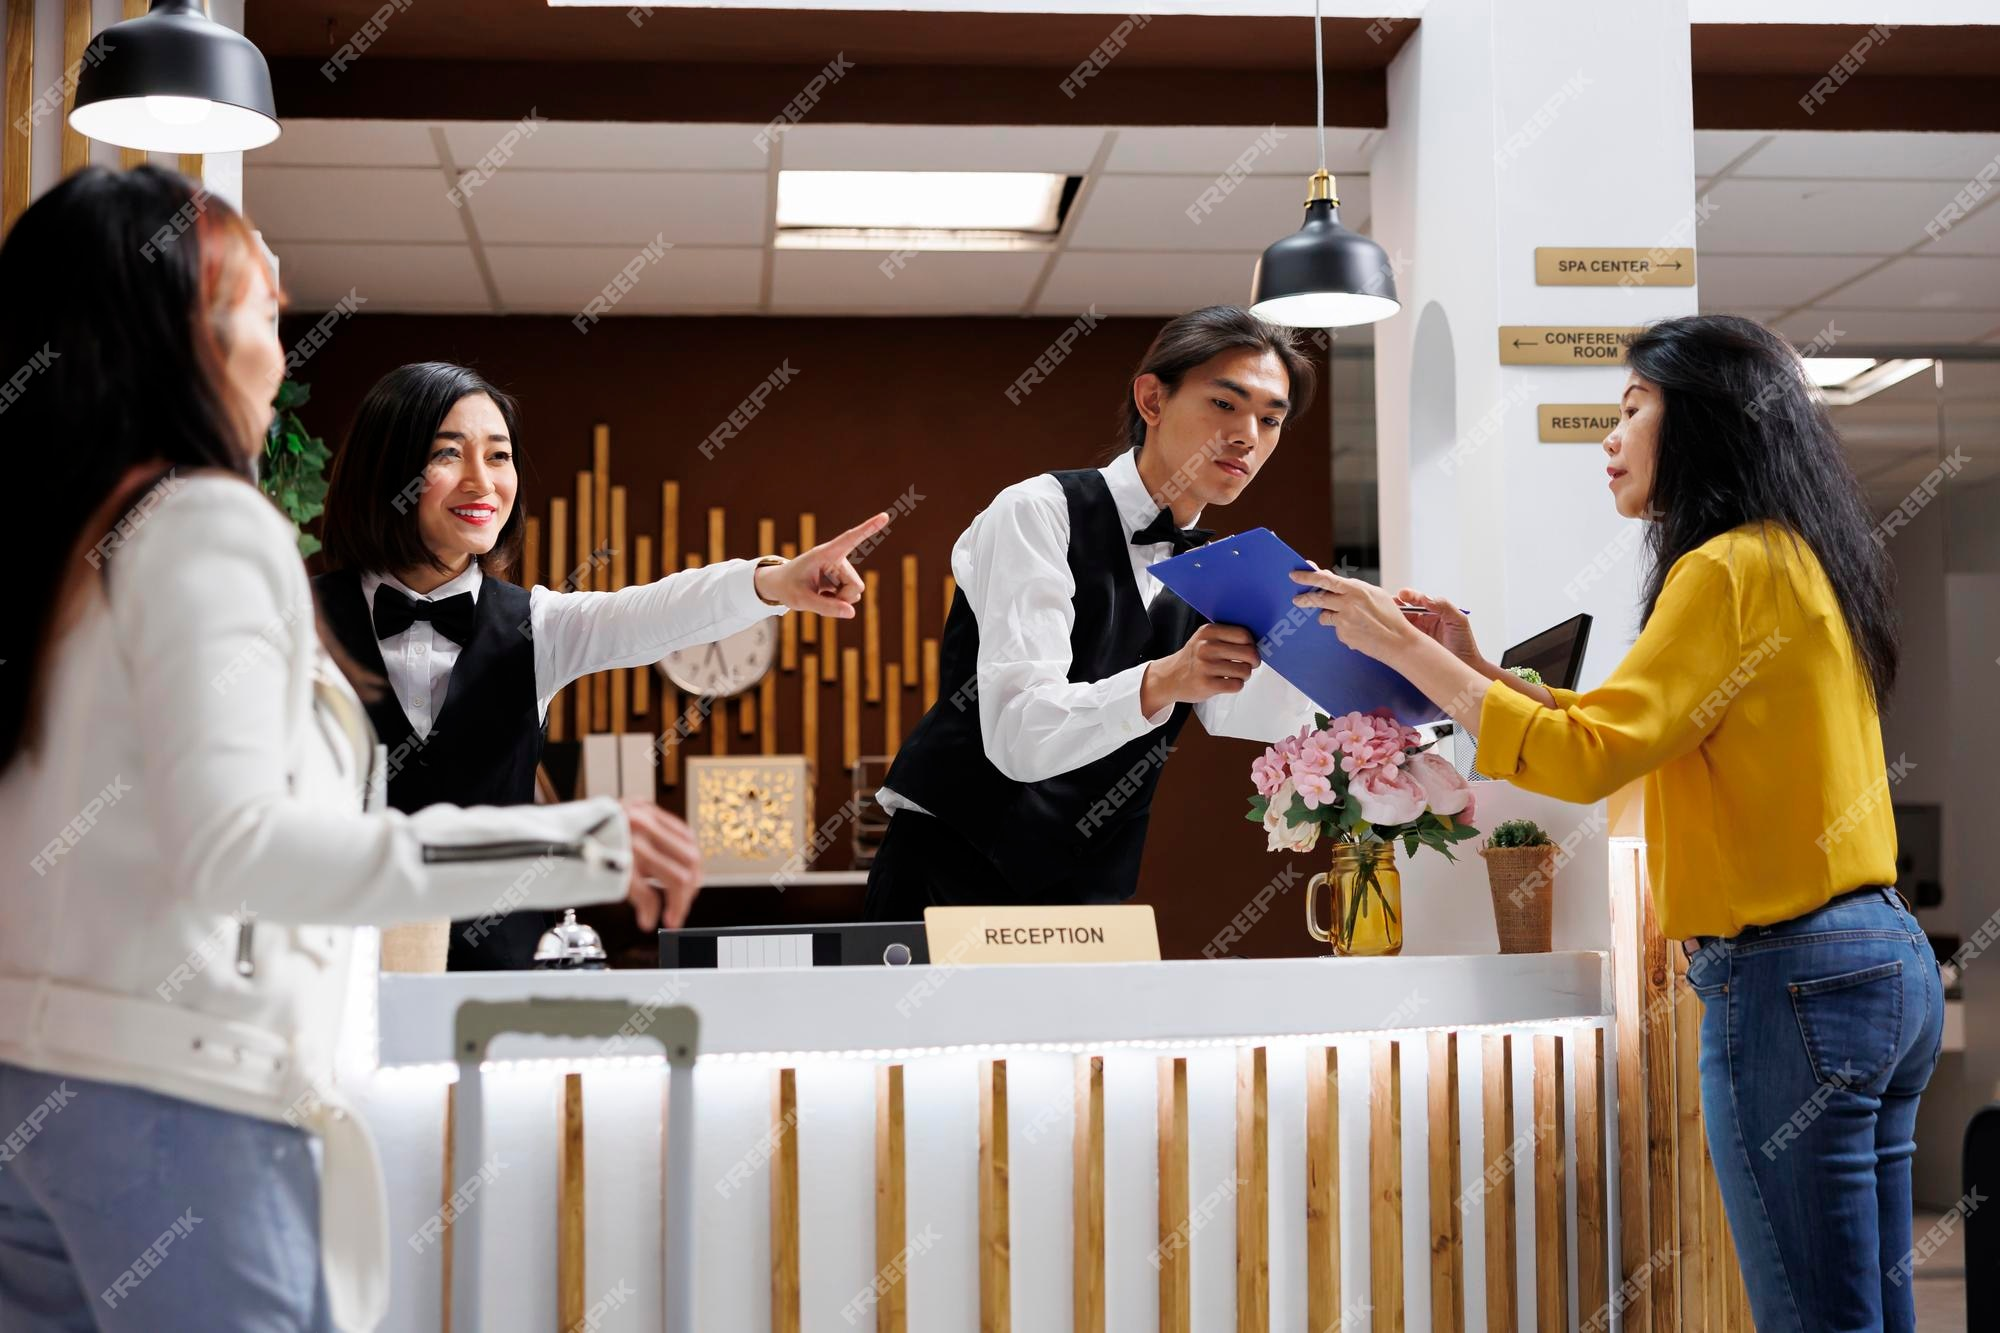 SPA CENTER →
← CONFERENC
ROOM
RESTAUR
RECEPTION
FREEPIK